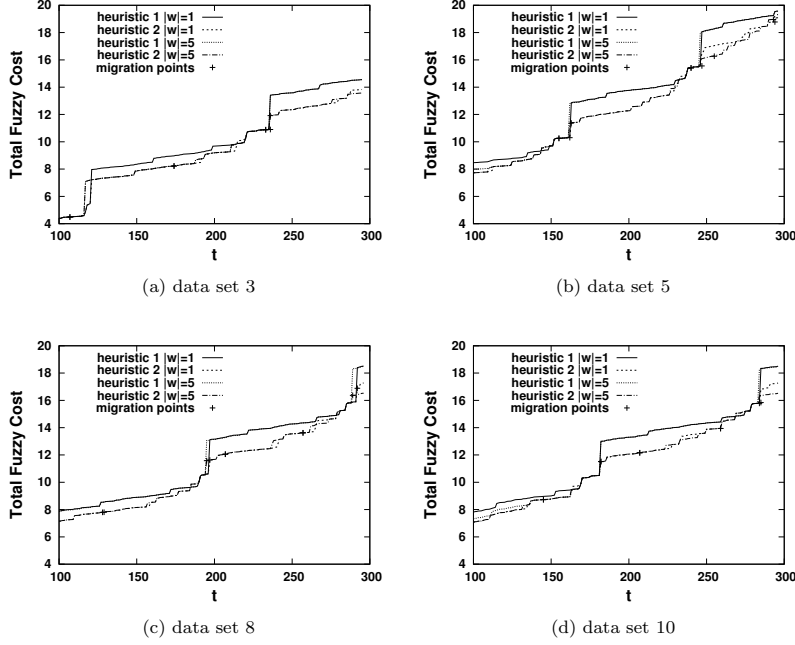 heuristic 1 |w|=1
heuristic 2 |w|=1
heuristic 1 |w|=5
heuristic 2 |w|=5
migration points
Total Fuzzy Cost
20
18
16
14
12
10
8
6
4
100 150 200 250 300
t
(a) data set 3
heuristic 1 |w|=1
heuristic 2 |w|=1
heuristic 1 |w|=5
heuristic 2 |w|=5
migration points
Total Fuzzy Cost
20
18
16
14
12
10
8
6
4
100 150 200 250 300
t
(b) data set 5
heuristic 1 |w|=1
heuristic 2 |w|=1
heuristic 1 |w|=5
heuristic 2 |w|=5
migration points
Total Fuzzy Cost
20
18
16
14
12
10
8
6
4
100 150 200 250 300
t
(c) data set 8
heuristic 1 |w|=1
heuristic 2 |w|=1
heuristic 1 |w|=5
heuristic 2 |w|=5
migration points
Total Fuzzy Cost
20
18
16
14
12
10
8
6
4
100 150 200 250 300
t
(d) data set 10